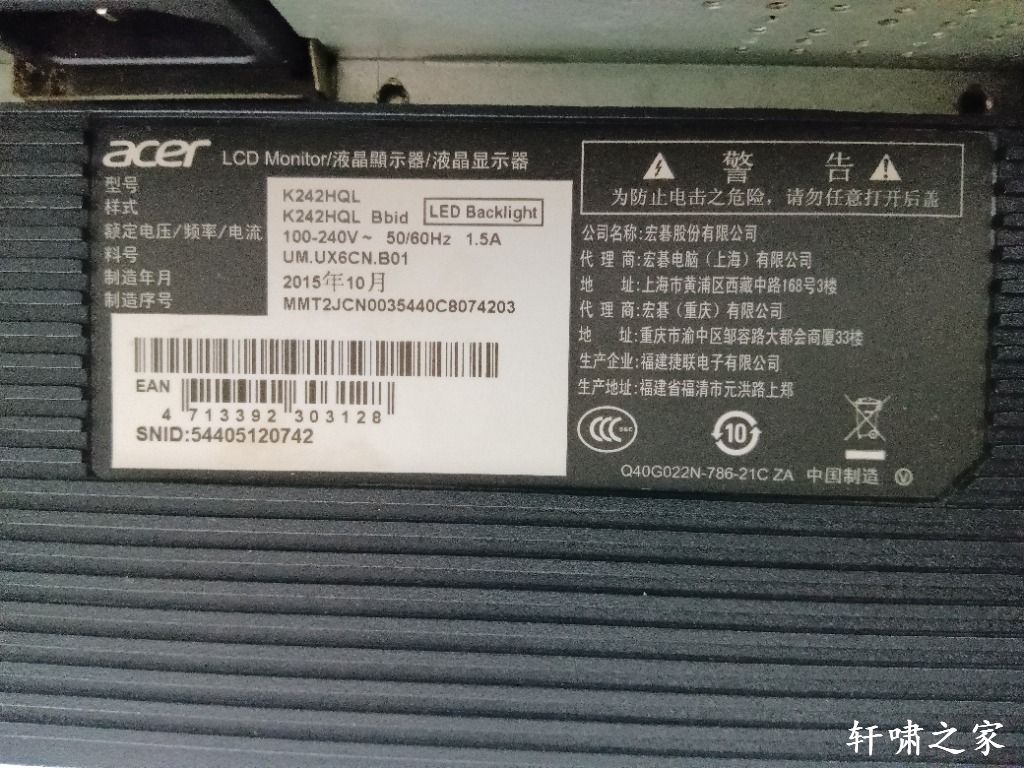 acer LCD Monitor/液晶顯示器/液晶显示器
型号 K242HQL
样式 K242HQL Bbid LED Backlight
额定电压/频率/电流 100-240V~ 50/60Hz 1.5A
料号 UM.UX6CN.B01
制造年月 2015年10月
制造序号 MMT2JCN0035440C8074203
EAN
4 713392 303128
SNID:54405120742
警 告
为防止电击之危险，请勿任意打开后盖
公司名称:宏碁股份有限公司
代 理 商:宏碁电脑（上海）有限公司
地 址:上海市黄浦区西藏中路168号3楼
代 理 商:宏碁（重庆）有限公司
地 址:重庆市渝中区邹容路大都会商厦33楼
生产企业:福建捷联电子有限公司
生产地址:福建省福清市元洪路上郑
10
Q40G022N-786-21C ZA 中国制造 V
轩啸之家